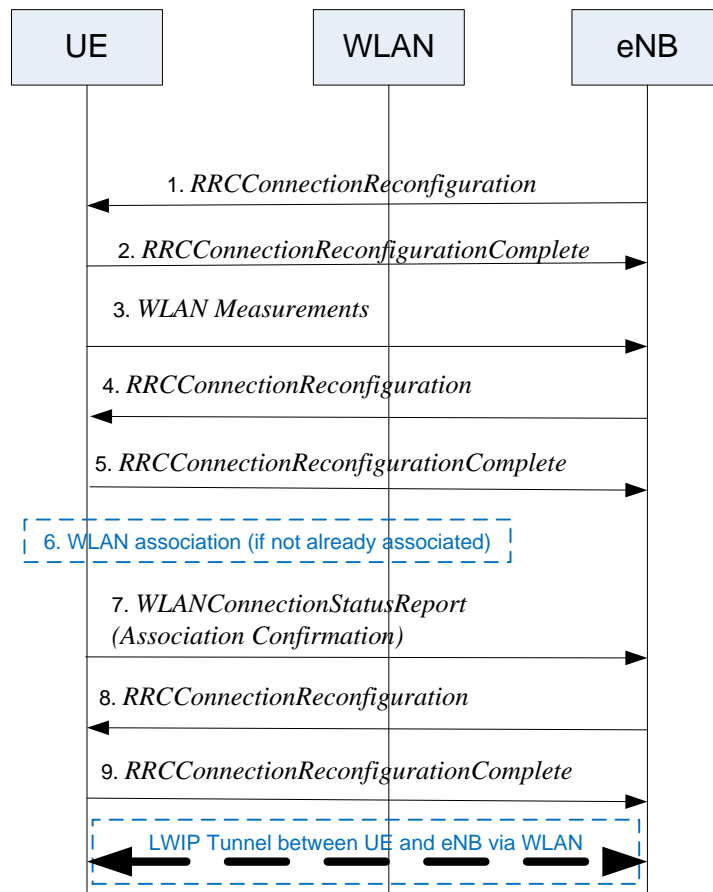 UE
WLAN
eNB
1. RRCConnectionReconfiguration
2. RRCConnectionReconfigurationComplete
3. WLAN Measurements
4. RRCConnectionReconfiguration
5. RRCConnectionReconfigurationComplete
6. WLAN association (if not already associated)
7. WLANConnectionStatusReport
(Association Confirmation)
8. RRCConnectionReconfiguration
9. RRCConnectionReconfigurationComplete
LWIP Tunnel between UE and eNB via WLAN